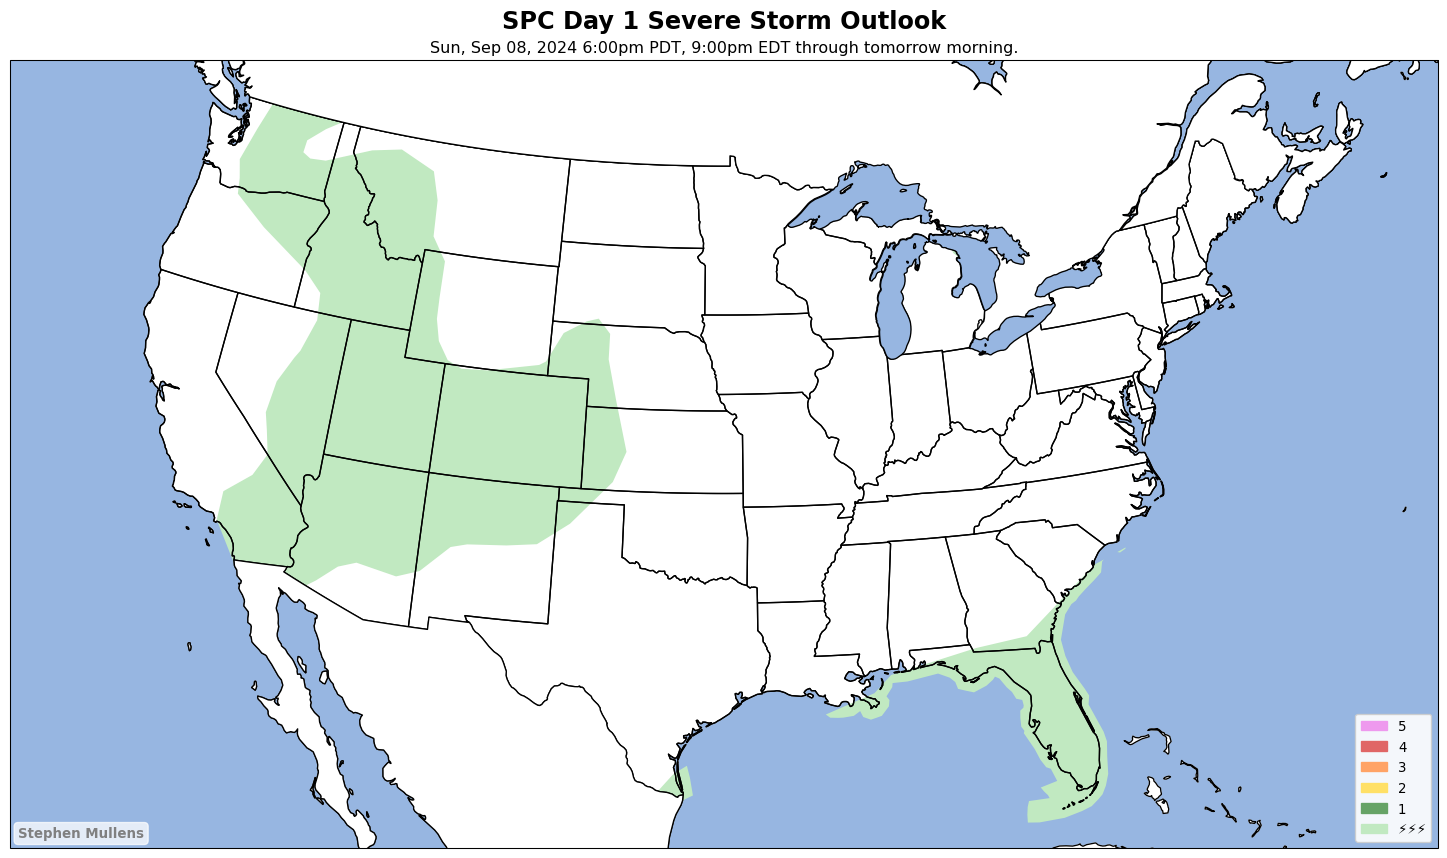 SPC Day 1 Severe Storm Outlook
Sun, Sep 08, 2024 6:00pm PDT, 9:00pm EDT through tomorrow morning.
5
4
3
2
1
⚡⚡⚡
Stephen Mullens